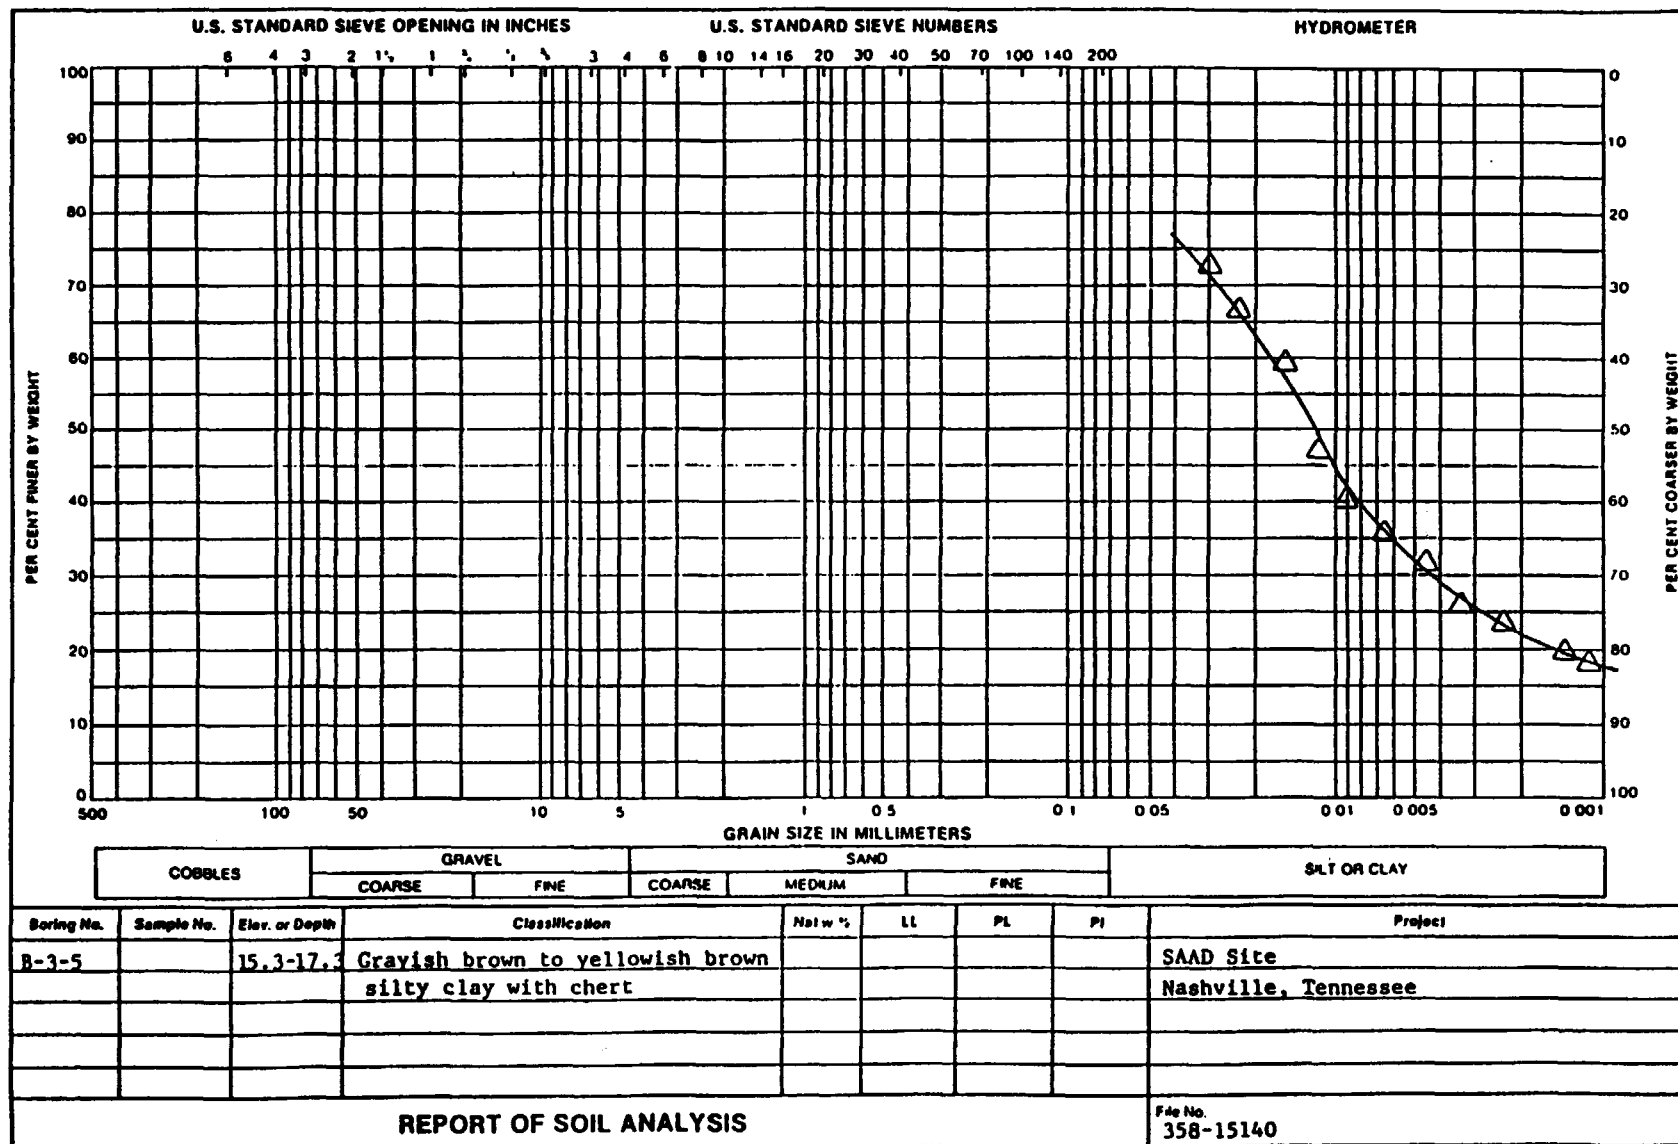 U.S. STANDARD SIEVE OPENING IN INCHES U.S. STANDARD SIEVE NUMBERS HYDROMETER
6 4 3 2 1½ 1 3 4 6 8 10 14 16 20 30 40 50 70 100 140 200
100 0
90 10
80 20
70 30
60 40
50 50
40 60
30 70
20 80
10 90
0 100
PER CENT FINER BY WEIGHT
PER CENT COARSER BY WEIGHT
500 100 50 10 5 1 0 5 0 1 0 05 0 01 0 005 0 001
GRAIN SIZE IN MILLIMETERS
COBBLES GRAVEL SAND SILT OR CLAY
COARSE FINE COARSE MEDIUM FINE
Boring No. Sample No. Elev. or Depth Classification Nat w % LL PL PI Project
B-3-5 15.3-17.3 Grayish brown to yellowish brown SAAD Site
silty clay with chert Nashville, Tennessee
REPORT OF SOIL ANALYSIS
File No.
358-15140